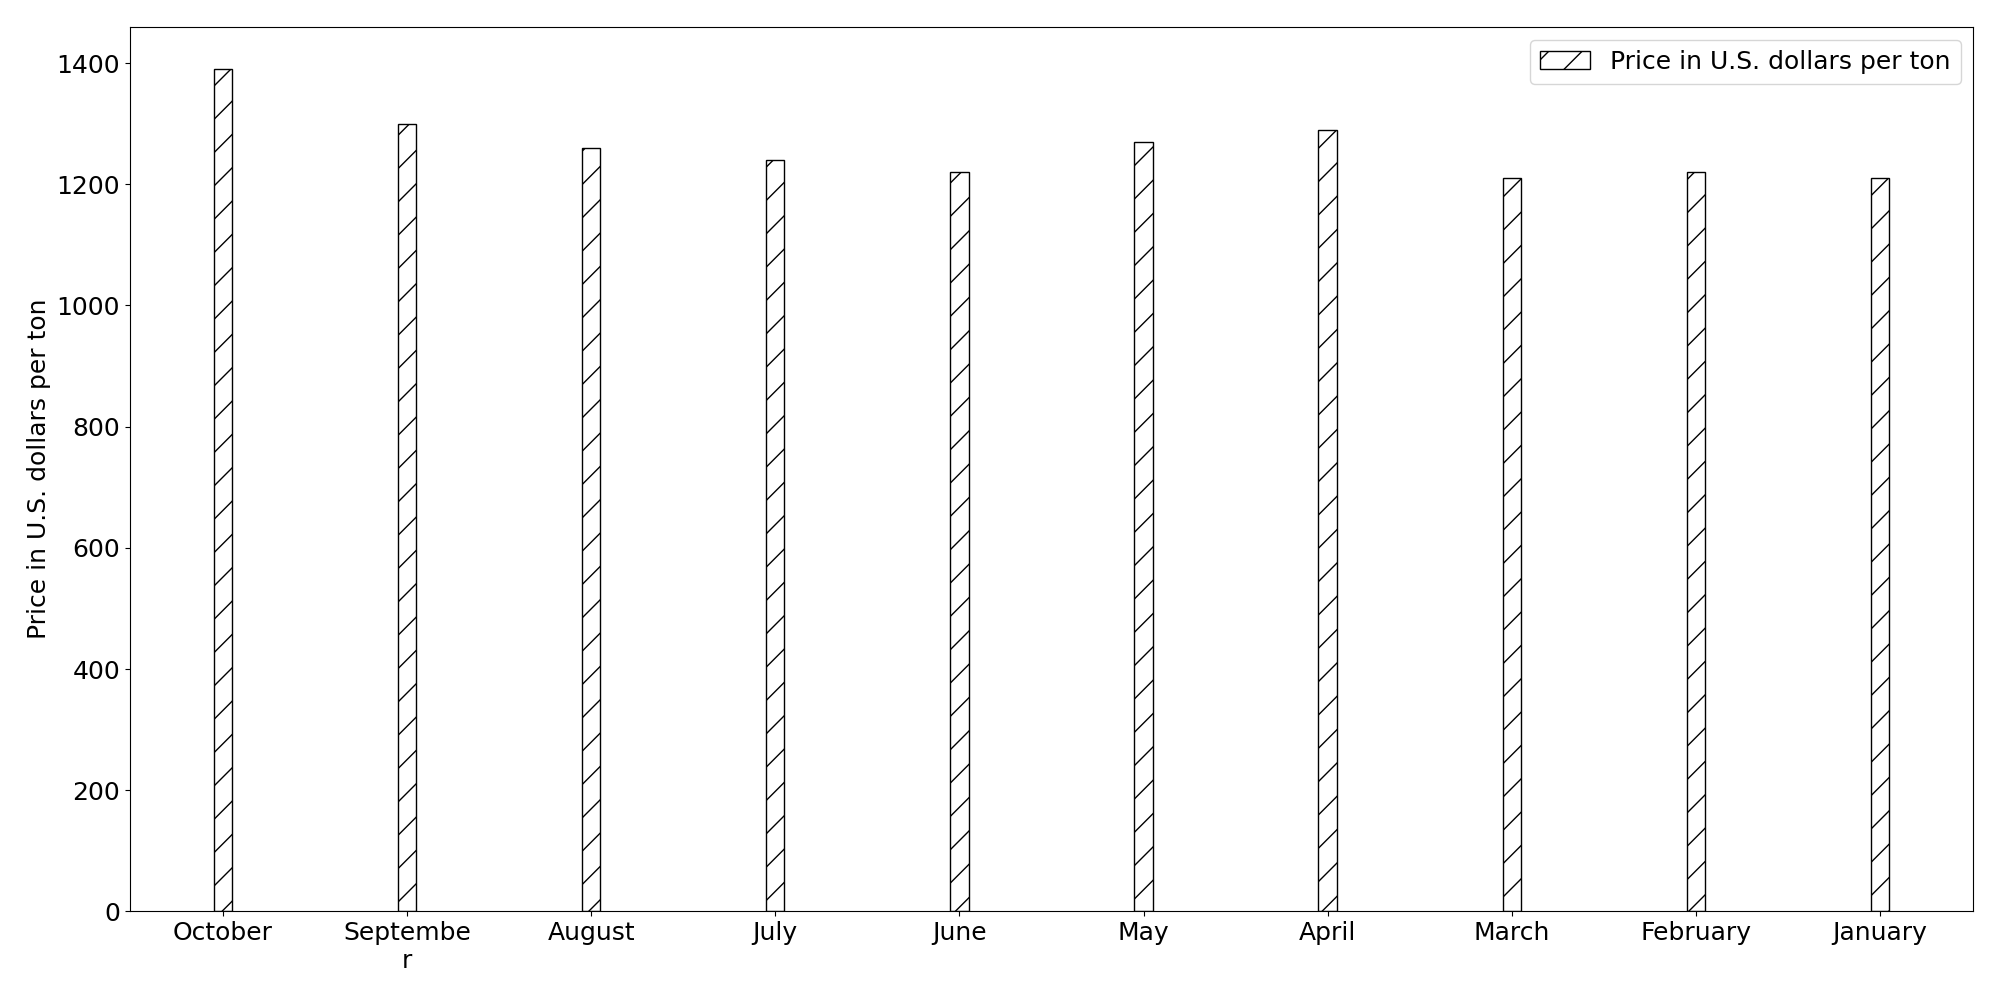 Price in U.S. dollars per ton
1400
1200
1000
800
600
400
200
0
Price in U.S. dollars per ton
October
Septembe
r
August
July
June
May
April
March
February
January